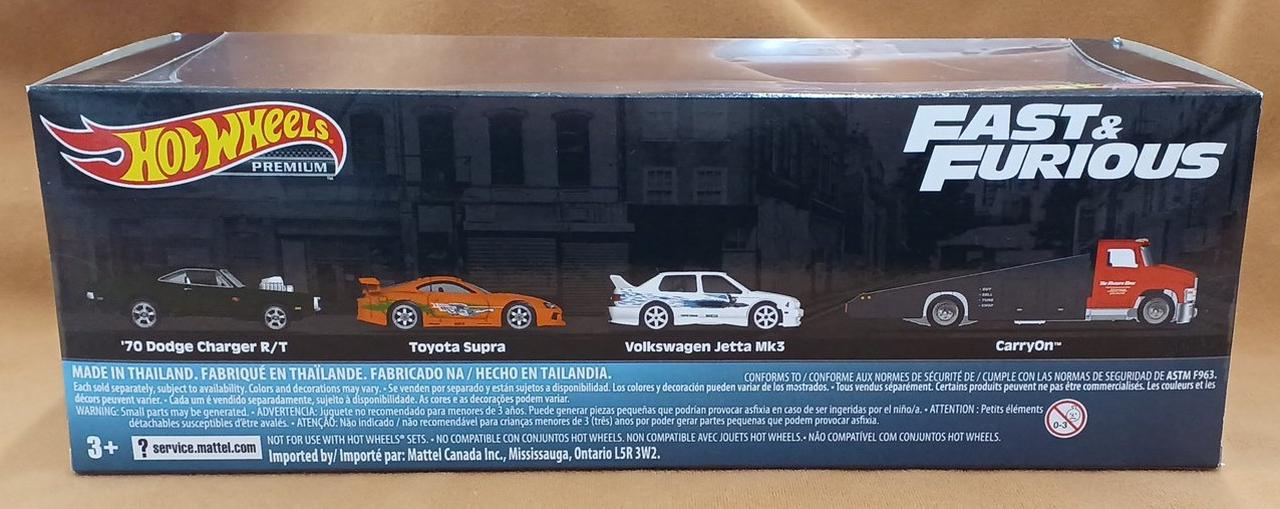 HOT WHEELS
PREMIUM
FAST &
FURIOUS
'70 Dodge Charger R/T
Toyota Supra
Volkswagen Jetta Mk3
CarryOn™
MADE IN THAILAND. FABRIQUÉ EN THAÏLANDE. FABRICADO NA / HECHO EN TAILANDIA.
CONFORMS TO / CONFORME AUX NORMES DE SÉCURITÉ DE / CUMPLE CON LAS NORMAS DE SEGURIDAD DE ASTM F963.
Each sold separately, subject to availability. Colors and decorations may vary. • Se venden por separado y están sujetos a disponibilidad. Los colores y decoración pueden variar de los mostrados. • Tous vendus séparément. Certains produits peuvent ne pas être commercialisés. Les couleurs et les
décors peuvent varier. • Cada um é vendido separadamente, sujeito à disponibilidade. As cores e as decorações podem variar.
WARNING: Small parts may be generated. • ADVERTENCIA: Juguete no recomendado para menores de 3 años. Puede generar piezas pequeñas que podrían provocar asfixia en caso de ser ingeridas por el niño/a. • ATTENTION : Petits éléments
détachables susceptibles d'être avalés. • ATENÇÃO: Não indicado / não recomendável para crianças menores de 3 (três) anos por poder gerar partes pequenas que podem provocar asfixia.
0-3
3+
? service.mattel.com
NOT FOR USE WITH HOT WHEELS® SETS. • NO COMPATIBLE CON CONJUNTOS HOT WHEELS. NON COMPATIBLE AVEC JOUETS HOT WHEELS. • NÃO COMPATÍVEL COM CONJUNTOS HOT WHEELS.
Imported by/ Importé par: Mattel Canada Inc., Mississauga, Ontario L5R 3W2.